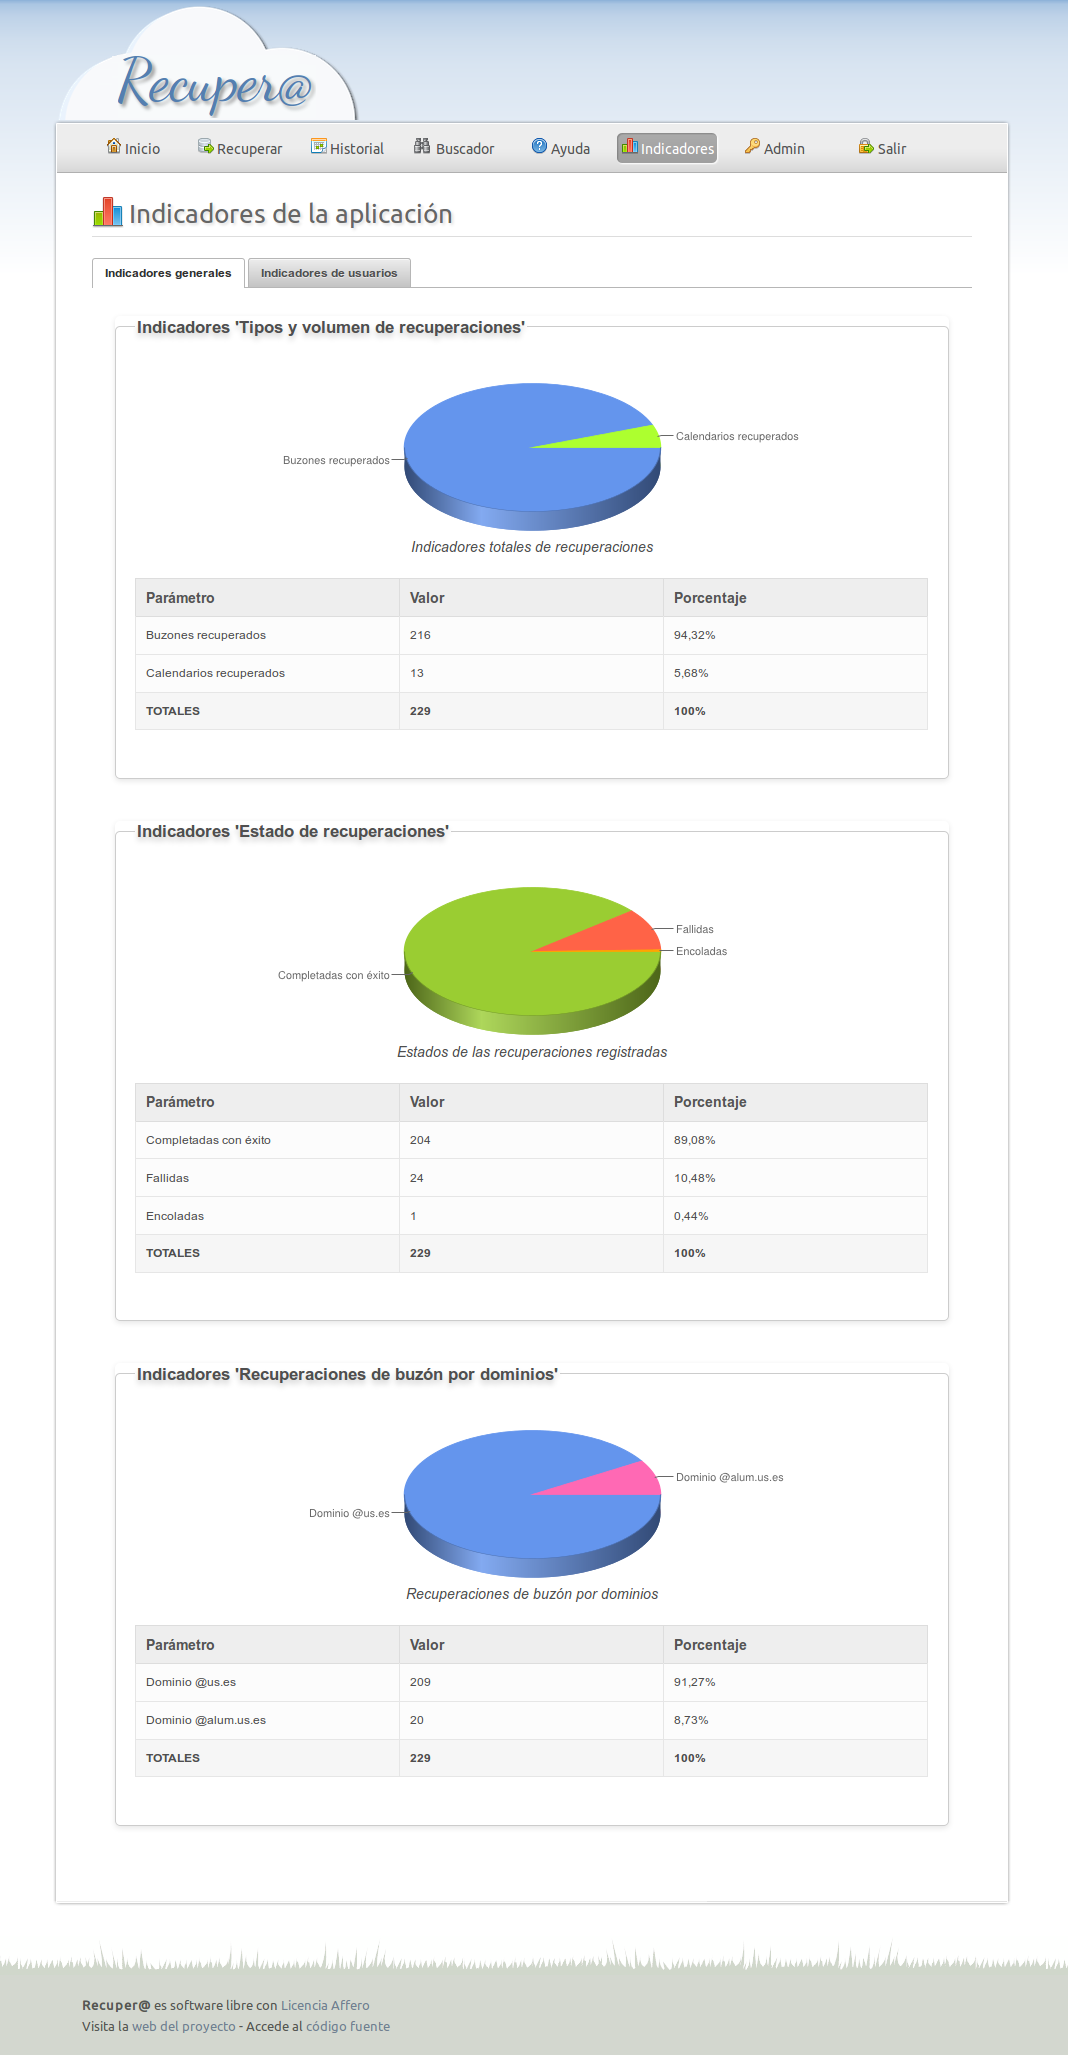 Recuper@
Inicio Recuperar Historial Buscador Ayuda Indicadores Admin Salir
Indicadores de la aplicación
Indicadores generales Indicadores de usuarios
Indicadores 'Tipos y volumen de recuperaciones'
Calendarios recuperados
Buzones recuperados
Indicadores totales de recuperaciones
Parámetro Valor Porcentaje
Buzones recuperados 216 94,32%
Calendarios recuperados 13 5,68%
TOTALES 229 100%
Indicadores 'Estado de recuperaciones'
Fallidas
Encoladas
Completadas con éxito
Estados de las recuperaciones registradas
Parámetro Valor Porcentaje
Completadas con éxito 204 89,08%
Fallidas 24 10,48%
Encoladas 1 0,44%
TOTALES 229 100%
Indicadores 'Recuperaciones de buzón por dominios'
Dominio @alum.us.es
Dominio @us.es
Recuperaciones de buzón por dominios
Parámetro Valor Porcentaje
Dominio @us.es 209 91,27%
Dominio @alum.us.es 20 8,73%
TOTALES 229 100%
Recuper@ es software libre con Licencia Affero
Visita la web del proyecto - Accede al código fuente